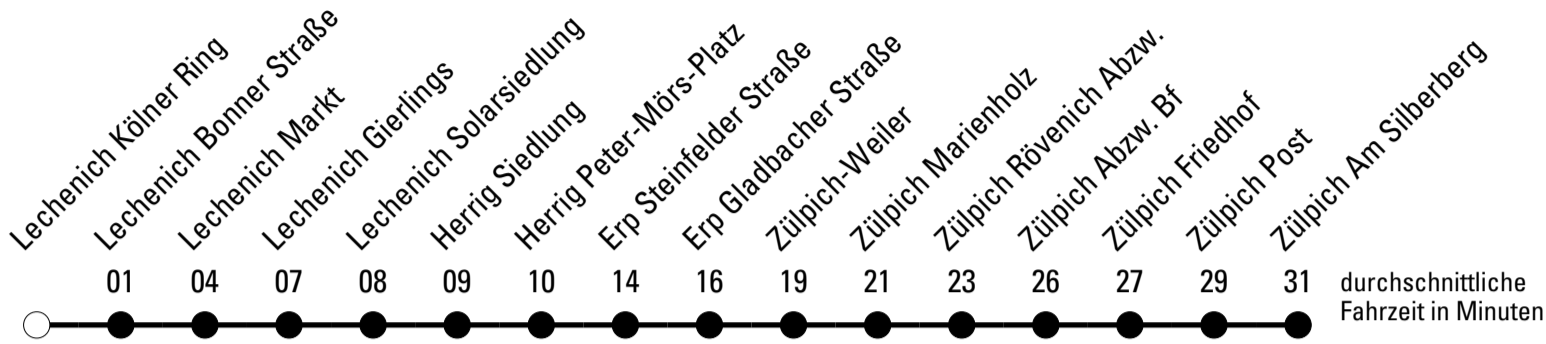 Lechenich Kölner Ring
Lechenich Bonner Straße
Lechenich Markt
Lechenich Gierlings
Lechenich Solarsiedlung
Herrig Siedlung
Herrig Peter-Mörs-Platz
Erp Steinfelder Straße
Erp Gladbacher Straße
Zülpich-Weiler
Zülpich Marienholz
Zülpich Rövenich Abzw.
Zülpich Abzw. Bf
Zülpich Friedhof
Zülpich Post
Zülpich Am Silberberg
01 04 07 08 09 10 14 16 19 21 23 26 27 29 31
durchschnittliche
Fahrzeit in Minuten